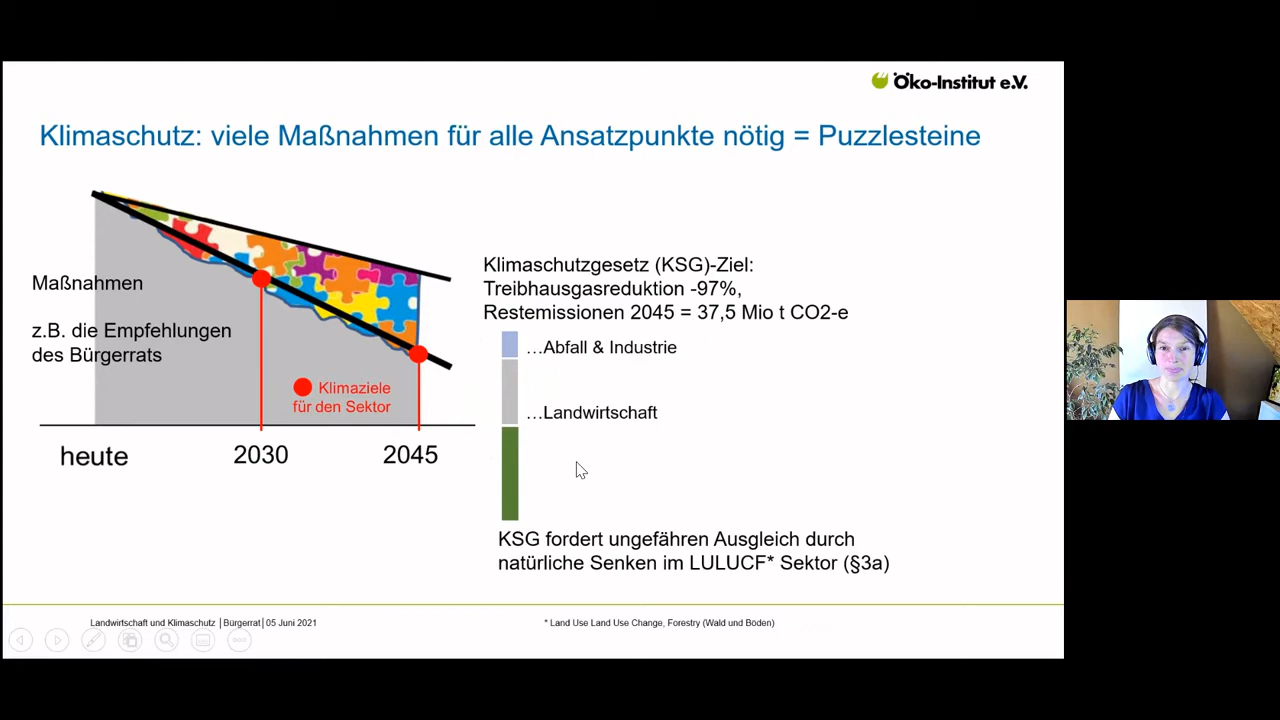 Öko-Institut e.V.
Klimaschutz: viele Maßnahmen für alle Ansatzpunkte nötig = Puzzlesteine
Maßnahmen
z.B. die Empfehlungen
des Bürgerrats
Klimaziele
für den Sektor
heute
2030
2045
Klimaschutzgesetz (KSG)-Ziel:
Treibhausgasreduktion -97%,
Restemissionen 2045 = 37,5 Mio t CO2-e
…Abfall & Industrie
…Landwirtschaft
KSG fordert ungefähren Ausgleich durch
natürliche Senken im LULUCF* Sektor (§3a)
Landwirtschaft und Klimaschutz │Bürgerrat│05 Juni 2021
* Land Use Land Use Change, Forestry (Wald und Boden)